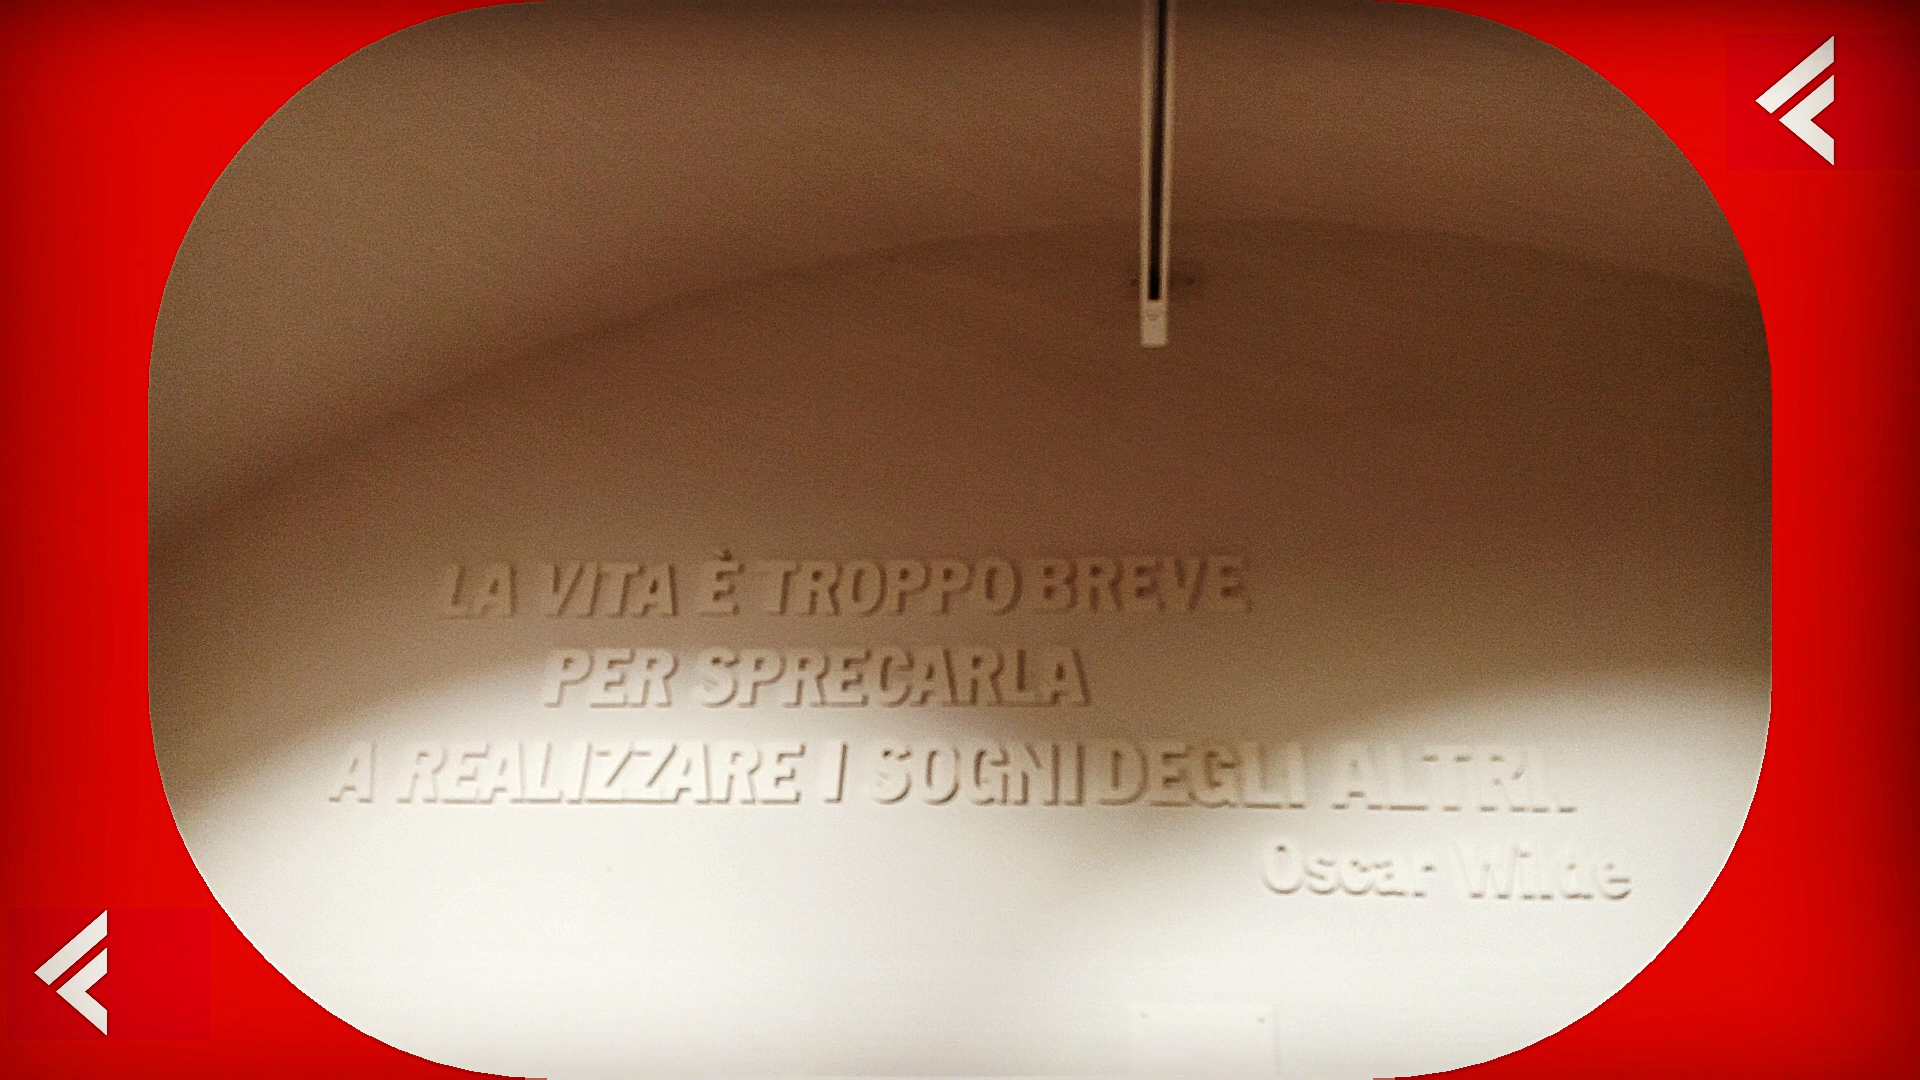 LA VITA È TROPPO BREVE
PER SPRECARLA
A REALIZZARE I SOGNI DEGLI ALTRI..
Oscar Wilde